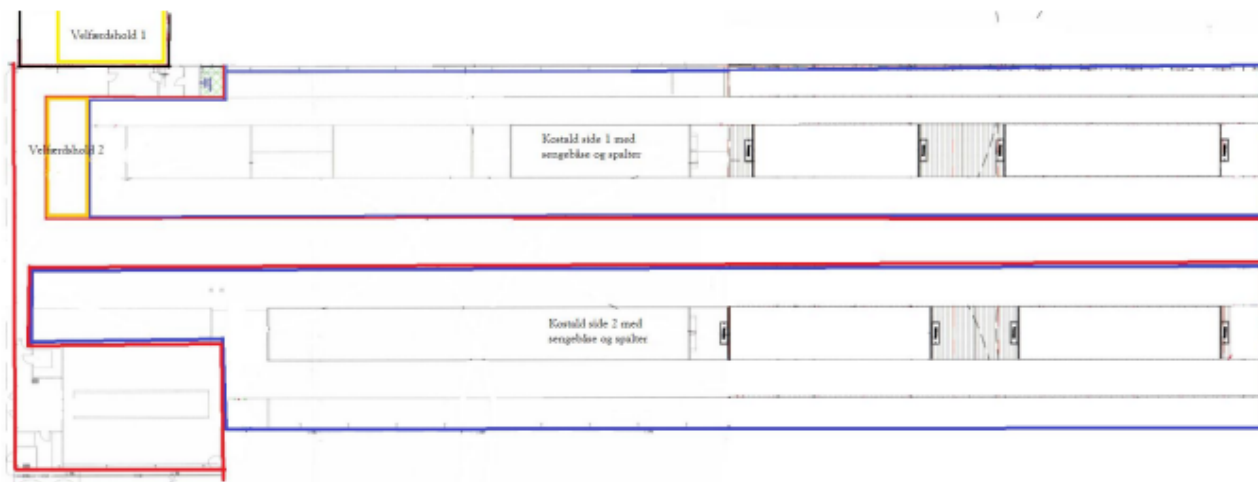 Velfærdshold 1
Velfærdshold 2
Kostald side 1 med
sengebåse og spalter
Kostald side 2 med
sengebåse og spalter